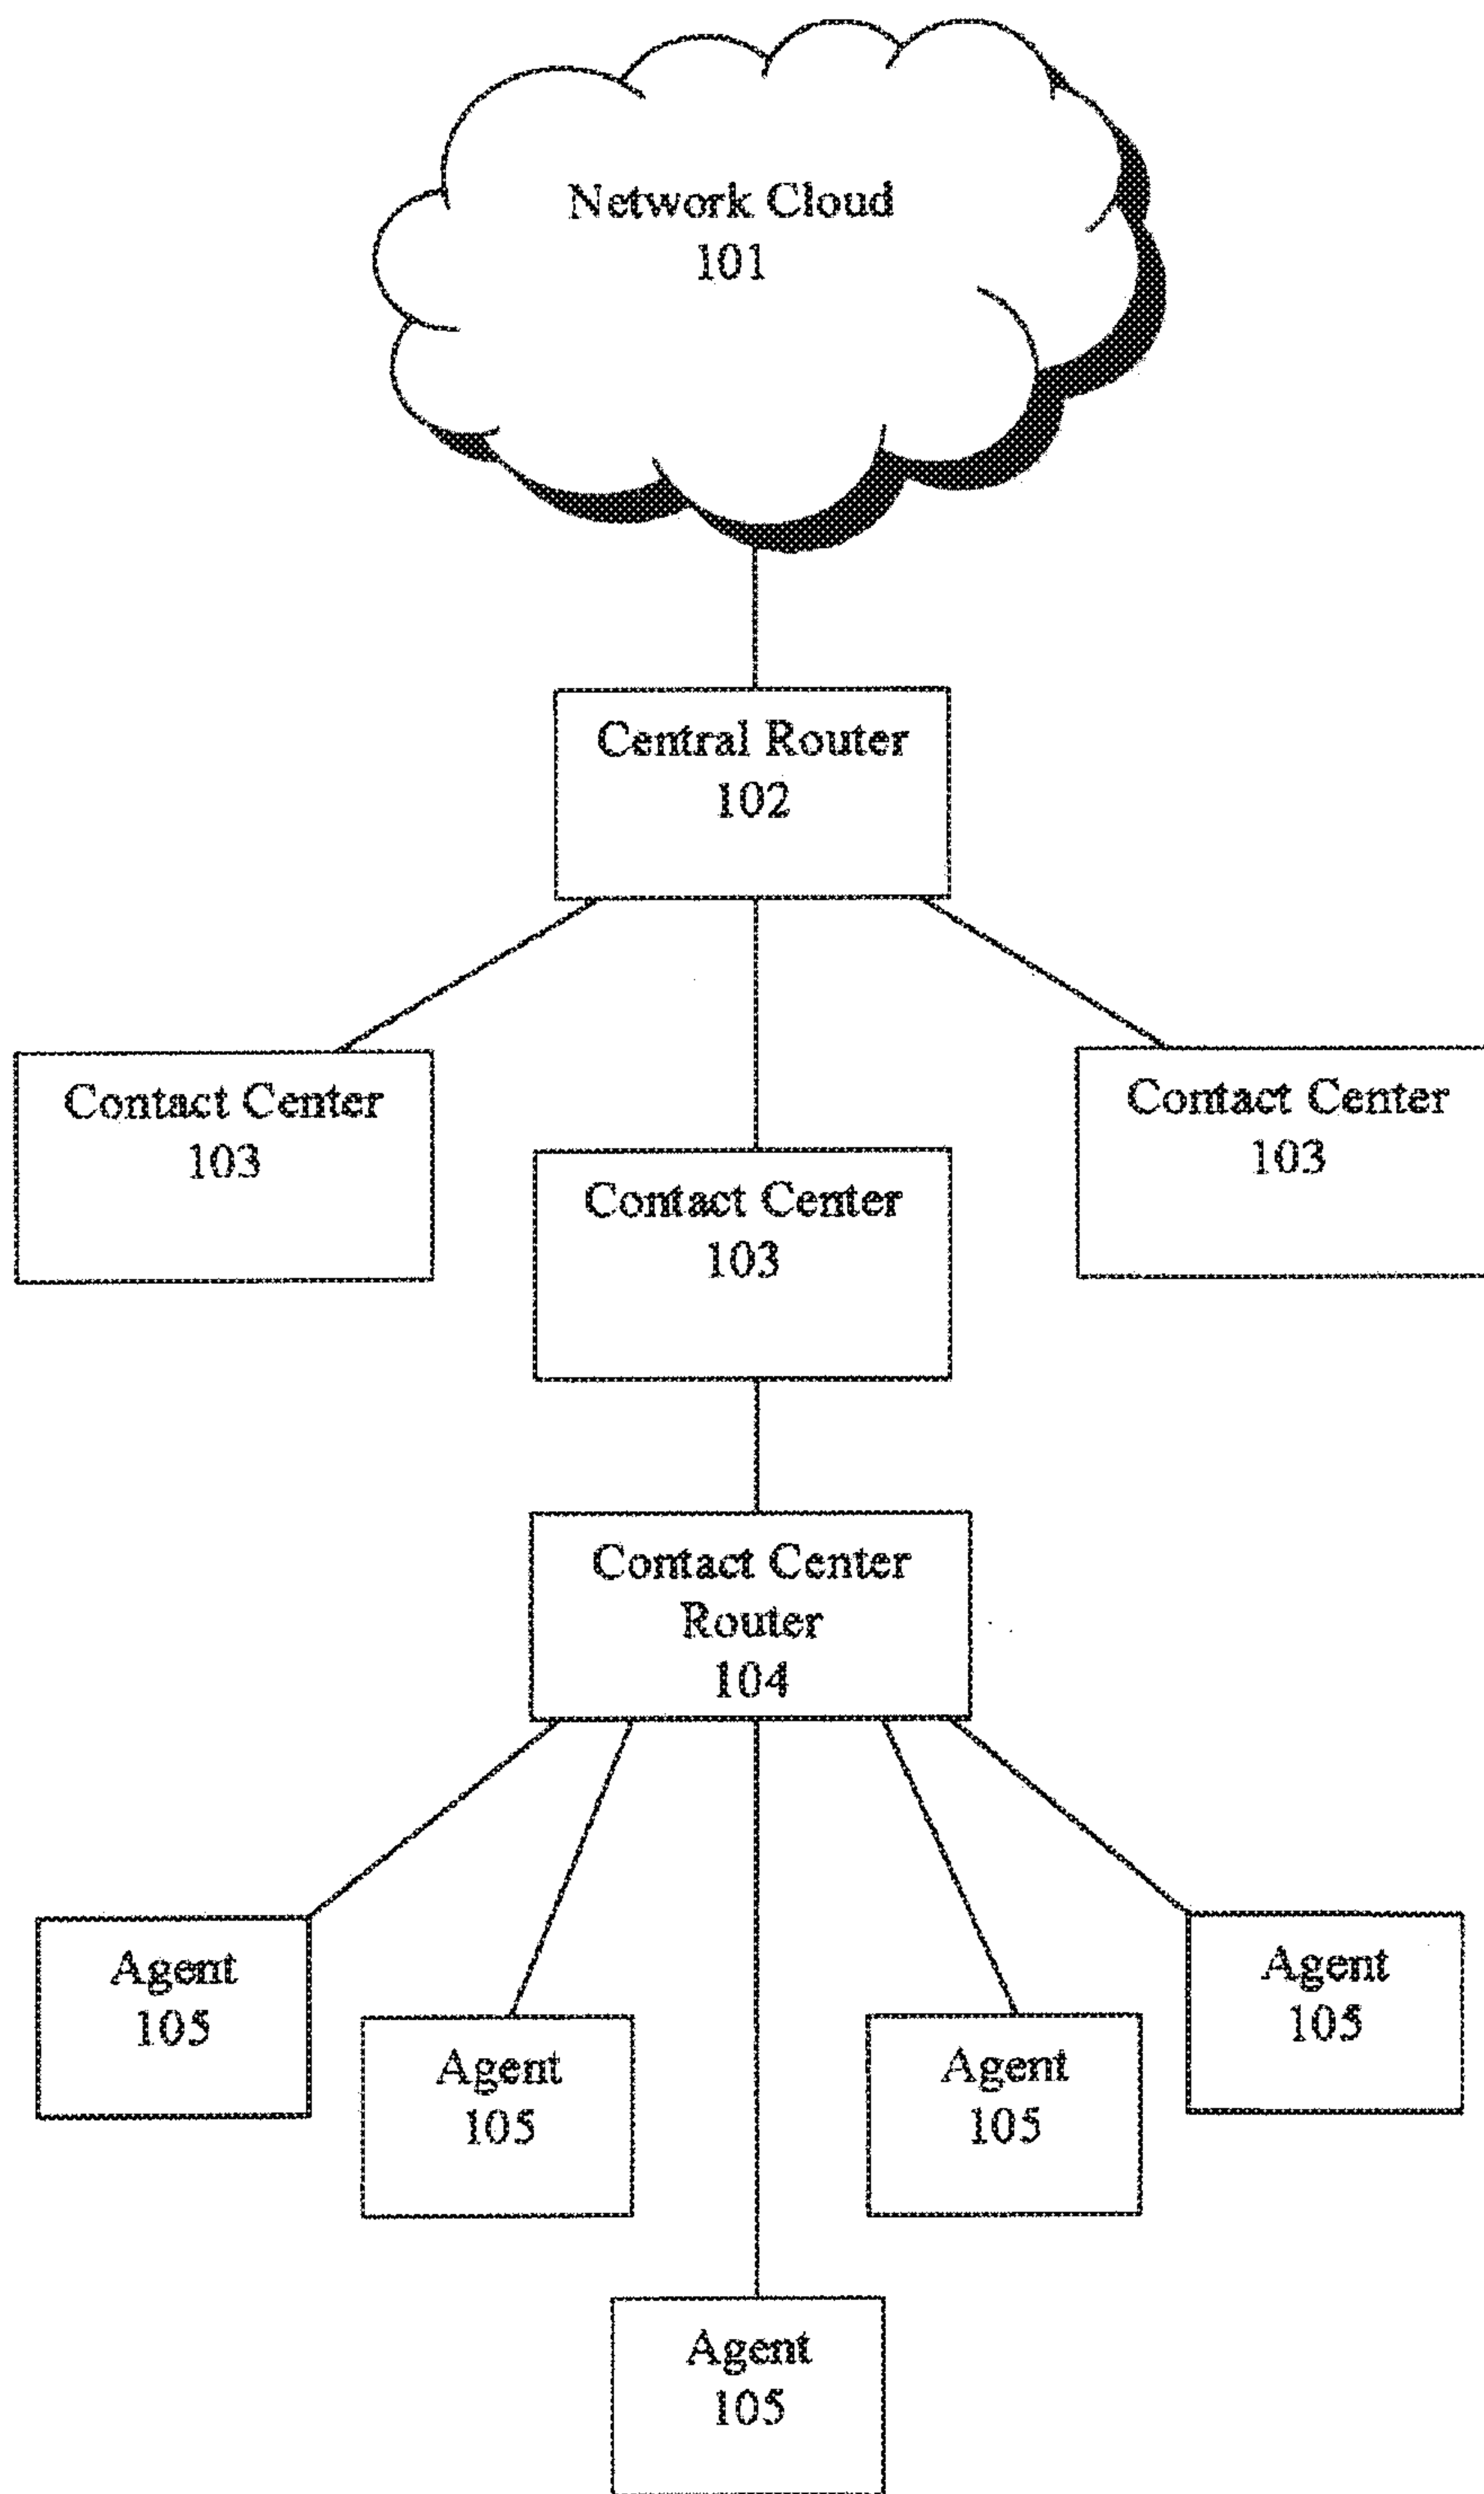 Network Cloud
101
Central Router
102
Contact Center
103
Contact Center
103
Contact Center
103
Contact Center
Router
104
Agent
105
Agent
105
Agent
105
Agent
105
Agent
105